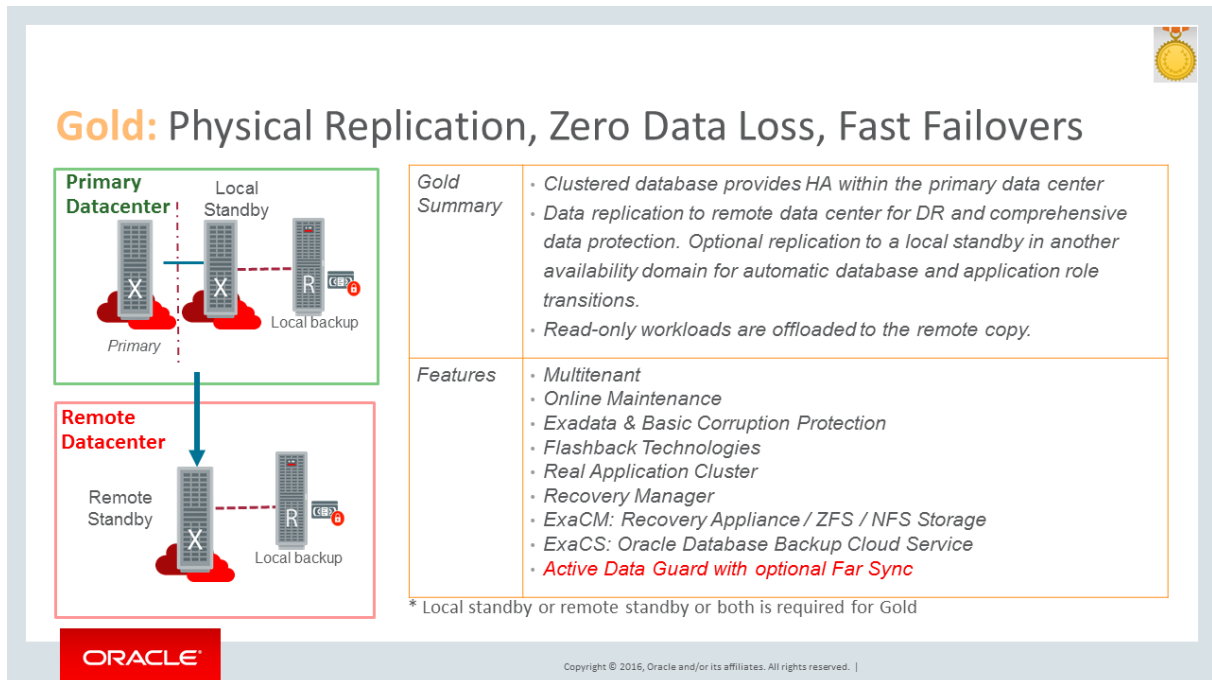 Gold: Physical Replication, Zero Data Loss, Fast Failovers
Primary
Datacenter
Local
Standby
X
X
R
Local backup
Primary
Remote
Datacenter
Remote
Standby
X
R
Local backup
Gold
Summary
• Clustered database provides HA within the primary data center
• Data replication to remote data center for DR and comprehensive
data protection. Optional replication to a local standby in another
availability domain for automatic database and application role
transitions.
• Read-only workloads are offloaded to the remote copy.
Features
• Multitenant
• Online Maintenance
• Exadata & Basic Corruption Protection
• Flashback Technologies
• Real Application Cluster
• Recovery Manager
• ExaCM: Recovery Appliance / ZFS / NFS Storage
• ExaCS: Oracle Database Backup Cloud Service
• Active Data Guard with optional Far Sync
* Local standby or remote standby or both is required for Gold
ORACLE®
Copyright © 2016, Oracle and/or its affiliates. All rights reserved. |